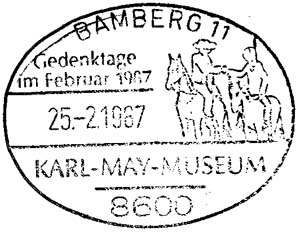 BAMBERG 11
Gedenktage
im Februar 1987
25.-2.1987
KARL-MAY-MUSEUM
8600